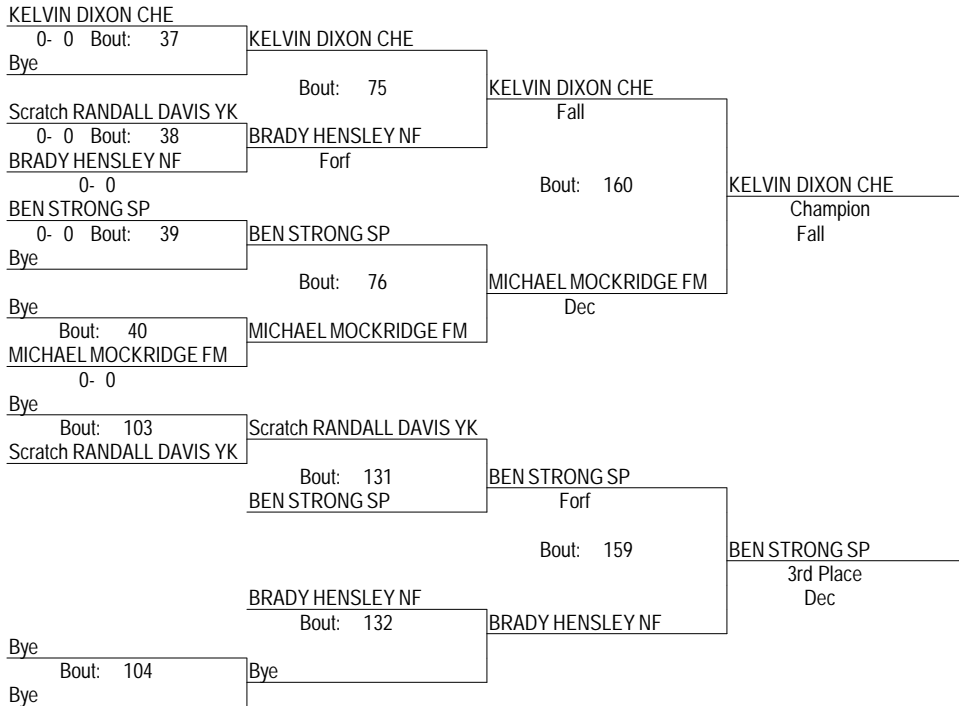 KELVIN DIXON CHE
0- 0 Bout: 37
KELVIN DIXON CHE
Bye
Bout: 75
KELVIN DIXON CHE
Scratch RANDALL DAVIS YK
Fall
0- 0 Bout: 38
BRADY HENSLEY NF
BRADY HENSLEY NF
Forf
0- 0
Bout: 160
KELVIN DIXON CHE
BEN STRONG SP
Champion
0- 0 Bout: 39
BEN STRONG SP
Fall
Bye
Bout: 76
MICHAEL MOCKRIDGE FM
Bye
Dec
Bout: 40
MICHAEL MOCKRIDGE FM
MICHAEL MOCKRIDGE FM
0- 0
Bye
Bout: 103
Scratch RANDALL DAVIS YK
Scratch RANDALL DAVIS YK
Bout: 131
BEN STRONG SP
BEN STRONG SP
Forf
Bout: 159
BEN STRONG SP
3rd Place
BRADY HENSLEY NF
Dec
Bout: 132
BRADY HENSLEY NF
Bye
Bout: 104
Bye
Bye